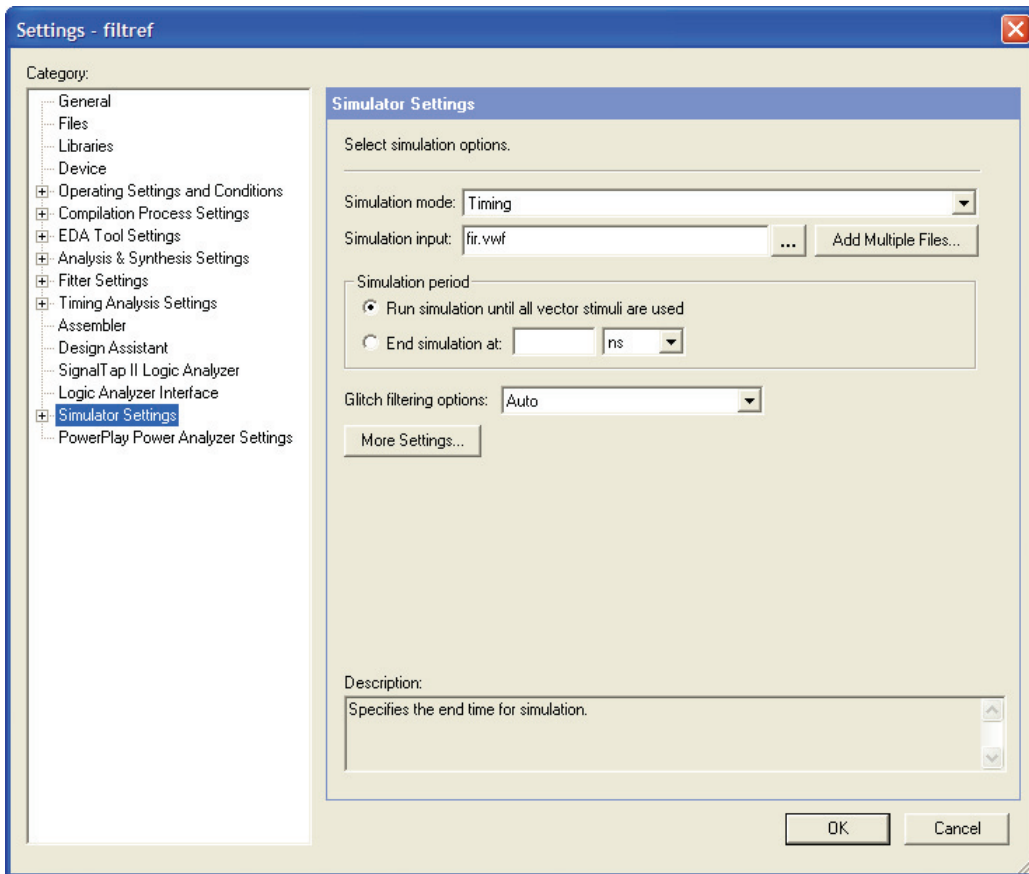 Settings - filtref
Category:
General
Files
Libraries
Device
Operating Settings and Conditions
Compilation Process Settings
EDA Tool Settings
Analysis & Synthesis Settings
Fitter Settings
Timing Analysis Settings
Assembler
Design Assistant
SignalTap II Logic Analyzer
Logic Analyzer Interface
Simulator Settings
PowerPlay Power Analyzer Settings
Simulator Settings
Select simulation options.
Simulation mode: Timing
Simulation input: fir.vwf ... Add Multiple Files...
Simulation period
Run simulation until all vector stimuli are used
End simulation at: ns
Glitch filtering options: Auto
More Settings...
Description:
Specifies the end time for simulation.
OK Cancel